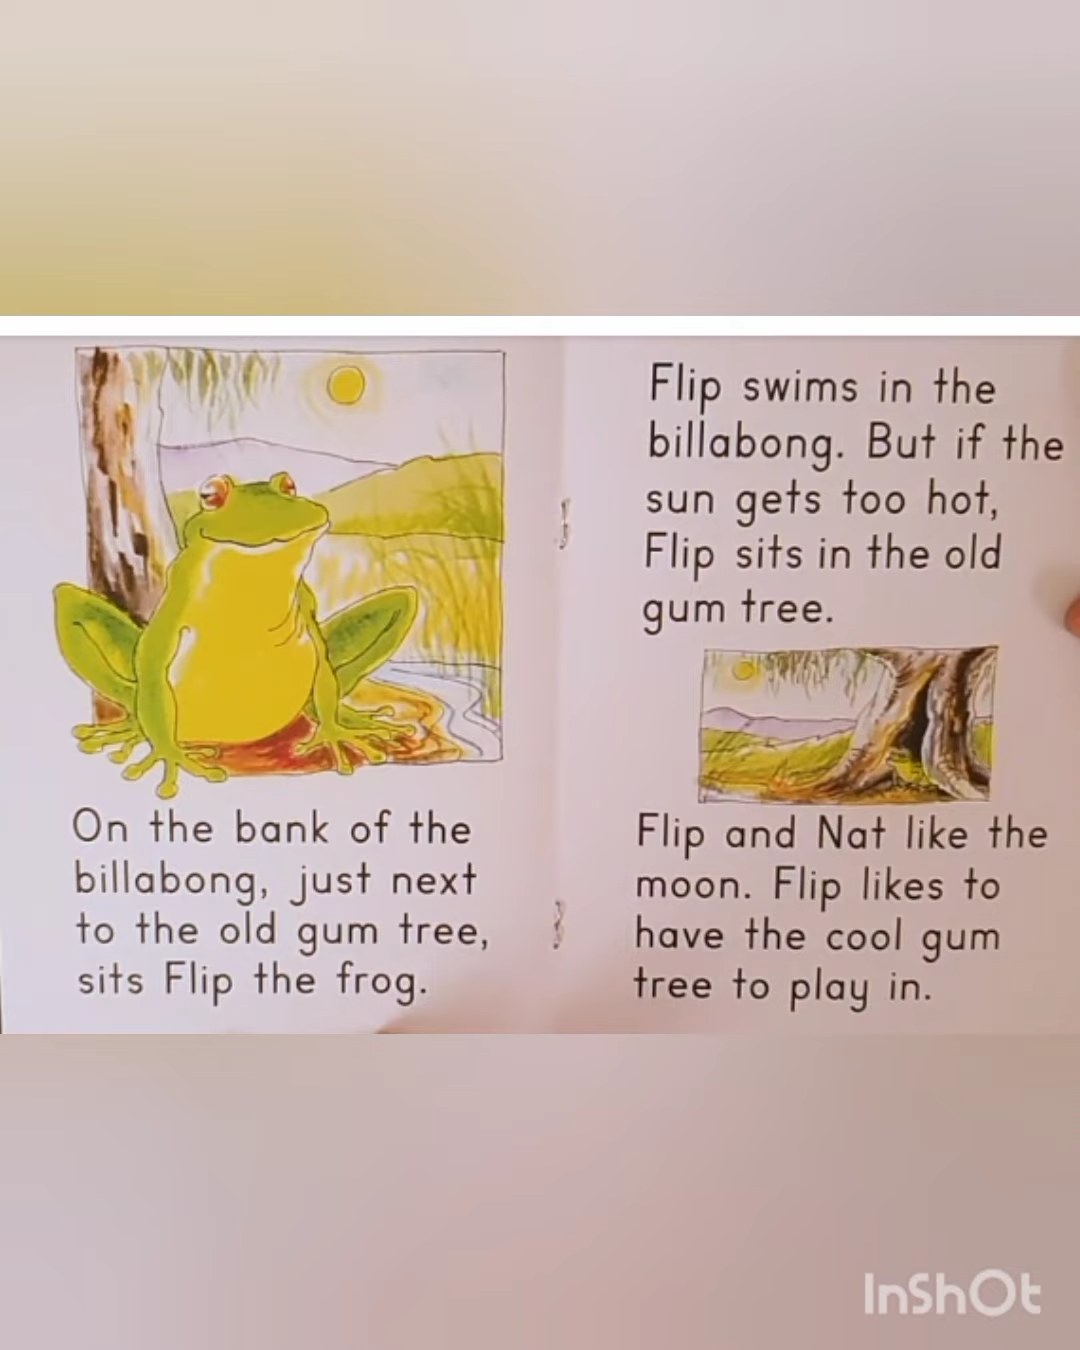 On the bank of the
billabong, just next
to the old gum tree,
sits Flip the frog.
Flip swims in the
billabong. But if the
sun gets too hot,
Flip sits in the old
gum tree.
Flip and Nat like the
moon. Flip likes to
have the cool gum
tree to play in.
InShOt